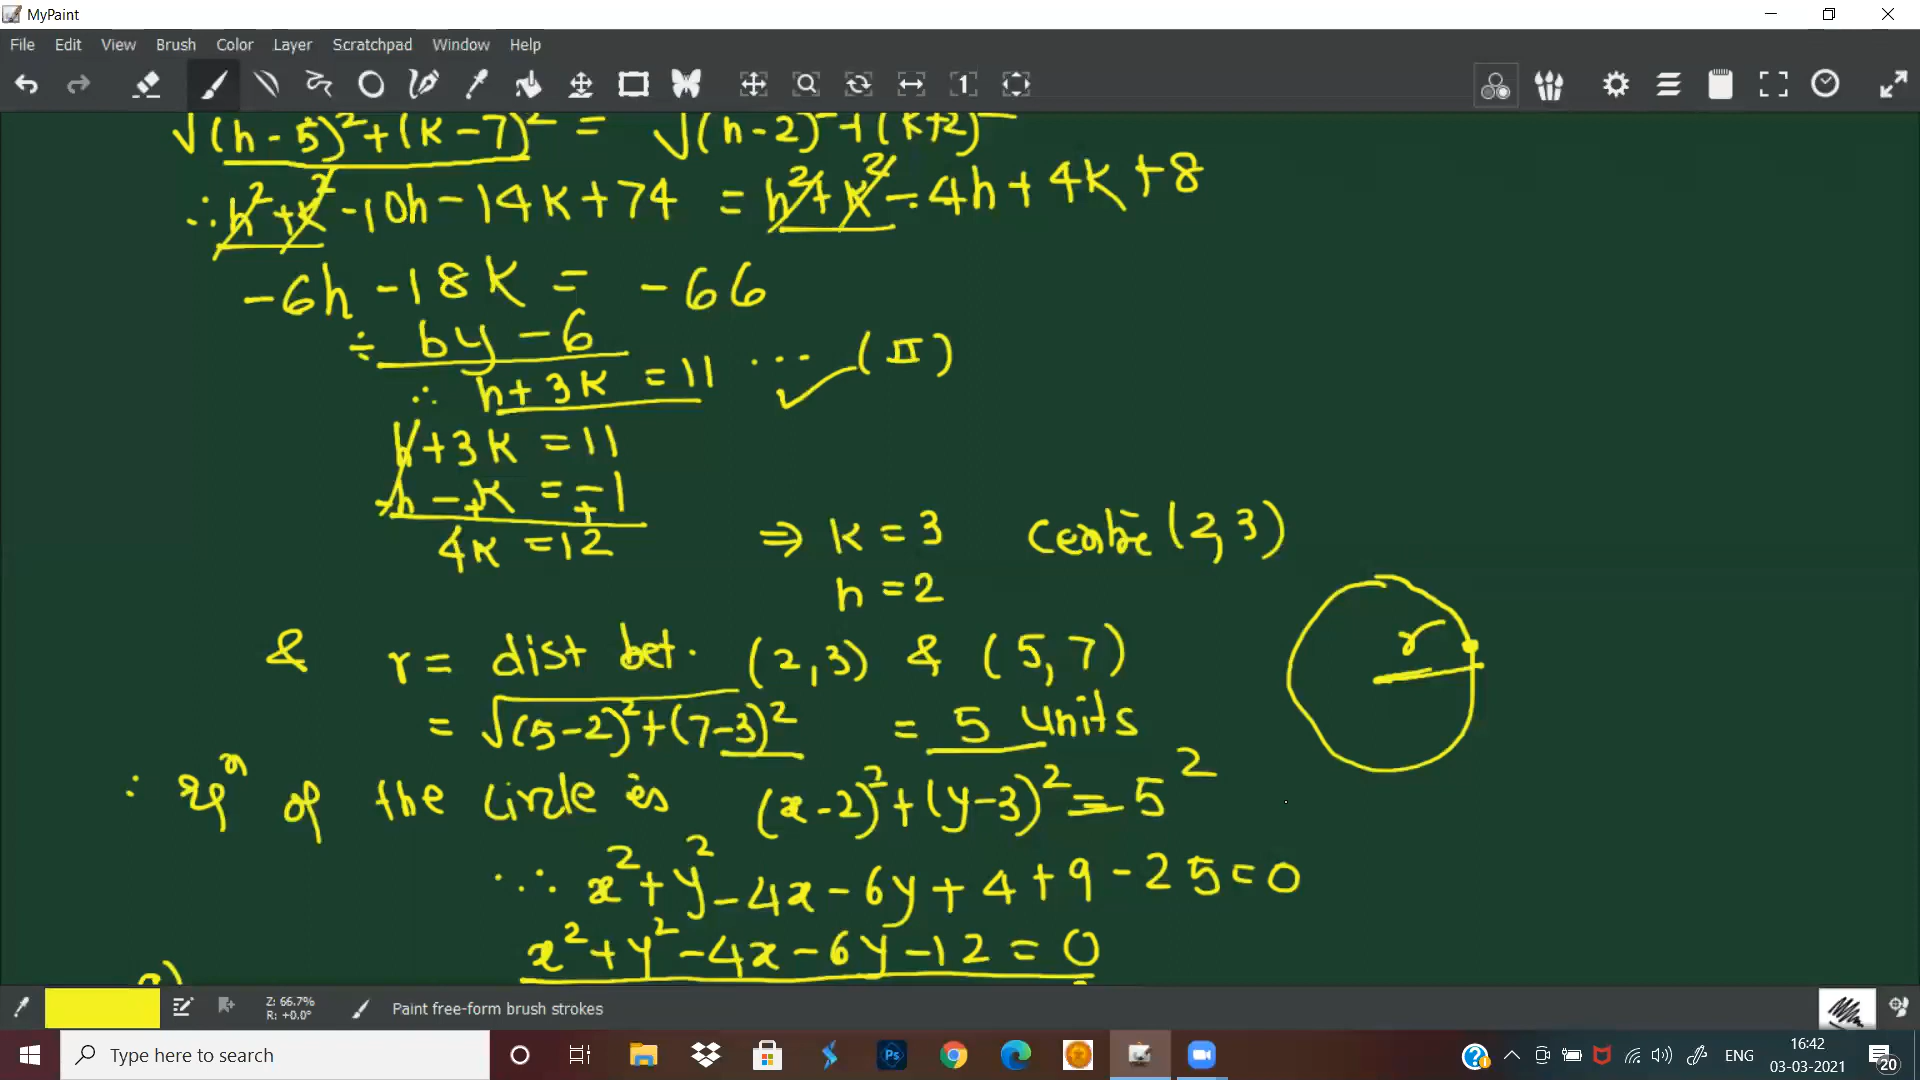 MyPaint
File Edit View Brush Color Layer Scratchpad Window Help
√(h-5)²+(k-7)² = √(h-2)²+(k+2)²
∴ h²+k²-10h-14k+74 = h²+k²-4h+4k+8
-6h-18k = -66
÷ by -6
∴ h+3k = 11 ... (II)
h+3k = 11
h-k = -1
- + +
4k = 12 ⇒ k = 3 centre (2,3)
h = 2
& r = dist bet. (2,3) & (5,7)
r
= √(5-2)²+(7-3)² = 5 units
∴ eqⁿ of the circle is (x-2)²+(y-3)² = 5²
∴ x²+y²-4x-6y+4+9-25=0
x²+y²-4x-6y-12=0
Z: 66.7%
R: +0.0°
Paint free-form brush strokes
Type here to search
Ps
ENG
16:42
03-03-2021
20